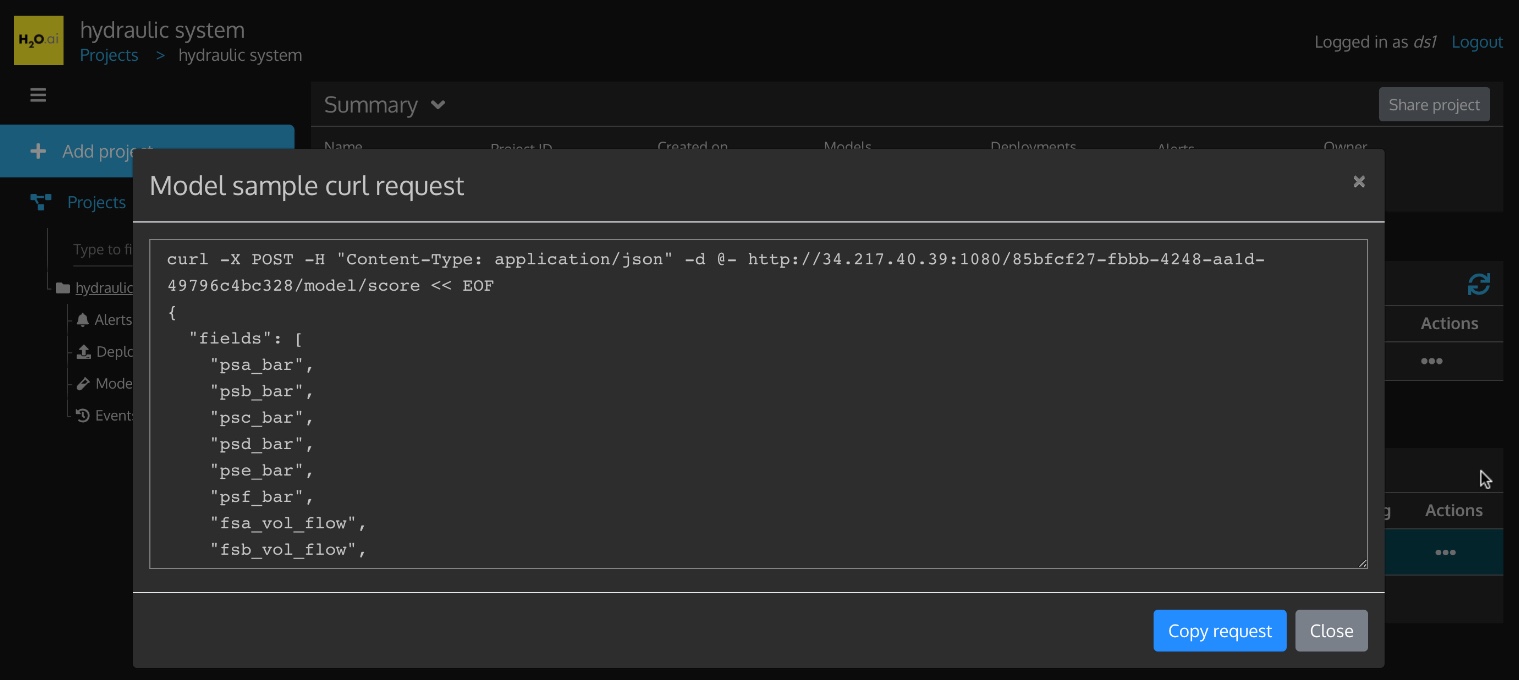 H2O.ai
hydraulic system
Projects > hydraulic system
Logged in as ds1 Logout
Summary
Share project
Add proje
Name Project ID Created on Models Deployments Alerts Owner
Model sample curl request
×
Projects
Type to fi
hydraulic
Alerts
Deplo
Mode
Events
curl -X POST -H "Content-Type: application/json" -d @- http://34.217.40.39:1080/85bfcf27-fbbb-4248-aa1d-
49796c4bc328/model/score << EOF
{
"fields": [
"psa_bar",
"psb_bar",
"psc_bar",
"psd_bar",
"pse_bar",
"psf_bar",
"fsa_vol_flow",
"fsb_vol_flow",
Actions
g Actions
Copy request Close